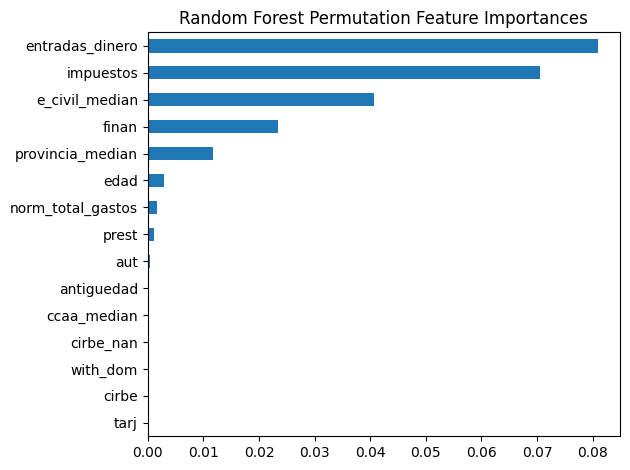 Random Forest Permutation Feature Importances
entradas_dinero
impuestos
e_civil_median
finan
provincia_median
edad
norm_total_gastos
prest
aut
antiguedad
ccaa_median
cirbe_nan
with_dom
cirbe
tarj
0.00 0.01 0.02 0.03 0.04 0.05 0.06 0.07 0.08